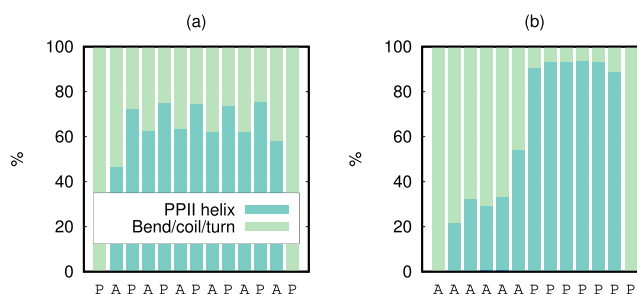 (a)
100
80
60
40
20
0
%
PPII helix
Bend/coil/turn
P A P A P A P A P A P A P
(b)
100
80
60
40
20
0
%
A A A A A A P P P P P P P